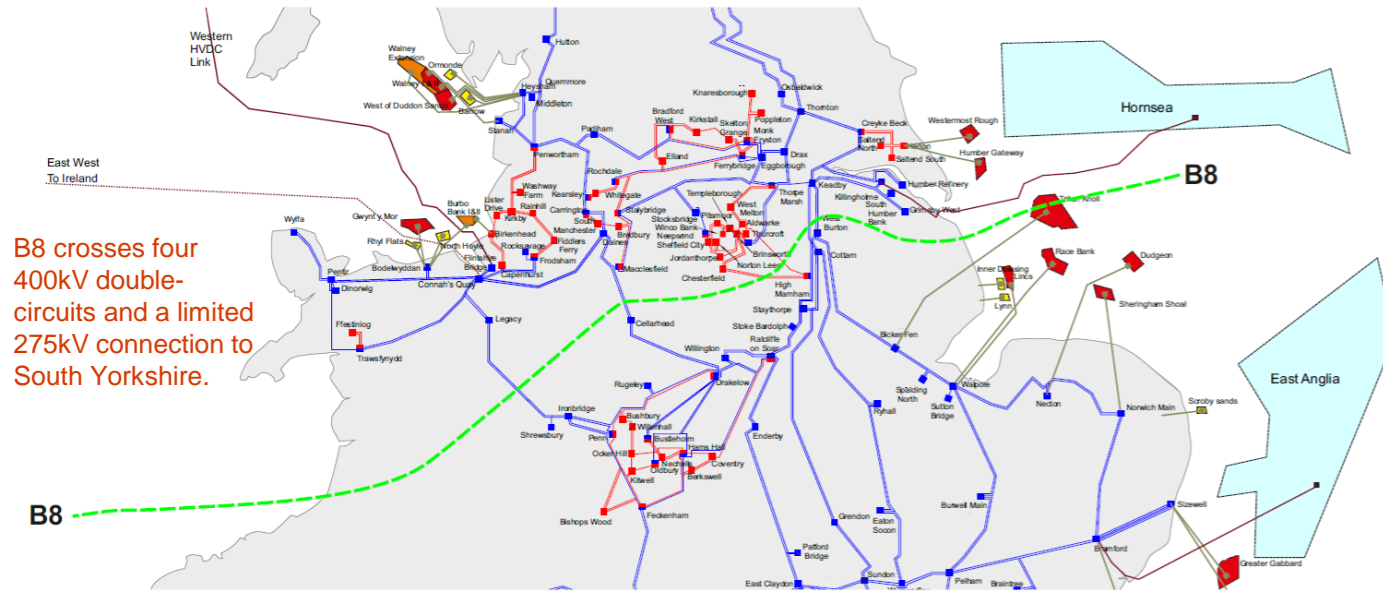 Western
HVDC
Link
Hutton
Walney
Extension
Ormonde
Quernmore
Heysham
Middleton
West of Duddon Sands
Barrow
Stanah
Padiham
Penwortham
Bradford
West
Kirkstall
Knaresborough
Skelton
Grange
Poppleton
Monk
Fryston
Osbaldwick
Thornton
Drax
Eggborough
Ferrybridge
Elland
Creyke Beck
Saltend
North
Saltend South
Westermost Rough
Humber Gateway
Hornsea
East West
To Ireland
Rochdale
Whitegate
Kearsley
Washway
Farm
Lister
Drive
Rainhill
Kirkby
Birkenhead
Carrington
South
Manchester
Fiddlers
Ferry
Stalybridge
Bredbury
Daines
Macclesfield
Templeborough
Thorpe
Marsh
West
Melton
Aldwarke
Thurcroft
Brinsworth
Norton Lees
Stocksbridge
Pitsmoor
Winco Bank
Neepsend
Sheffield City
Jordanthorpe
Chesterfield
High
Marnham
Keadby
Killingholme
South
Humber
Bank
Humber Refinery
Grimsby West
West
Burton
Cottam
B8
Wylfa
Gwynt y Mor
Burbo
Bank I&II
Rhyl Flats
North Hoyle
Rocksavage
Frodsham
Flintshire
Bridge
Capenhurst
Bodelwyddan
Connah's Quay
Pentir
Dinorwig
Ffestiniog
Trawsfynydd
Legacy
B8 crosses four
400kV double-
circuits and a limited
275kV connection to
South Yorkshire.
Race Bank
Dudgeon
Inner Dowsing
Lincs
Lynn
Sheringham Shoal
Staythorpe
Stoke Bardolph
Ratcliffe
on Soar
Cellarhead
Willington
Drakelow
Rugeley
Bicker Fen
Walpole
Spalding
North
Sutton
Bridge
Necton
Norwich Main
Scroby sands
East Anglia
Ironbridge
Shrewsbury
Bushbury
Willenhall
Penn
Bustleholm
Ocker Hill
Hams Hall
Nechells
Oldbury
Coventry
Kitwell
Berkswell
Enderby
Ryhall
Bishops Wood
Feckenham
B8
Grendon
Eaton
Socon
Burwell Main
Sizewell
Bramford
Patford
Bridge
East Claydon
Sundon
Pelham
Braintree
Greater Gabbard